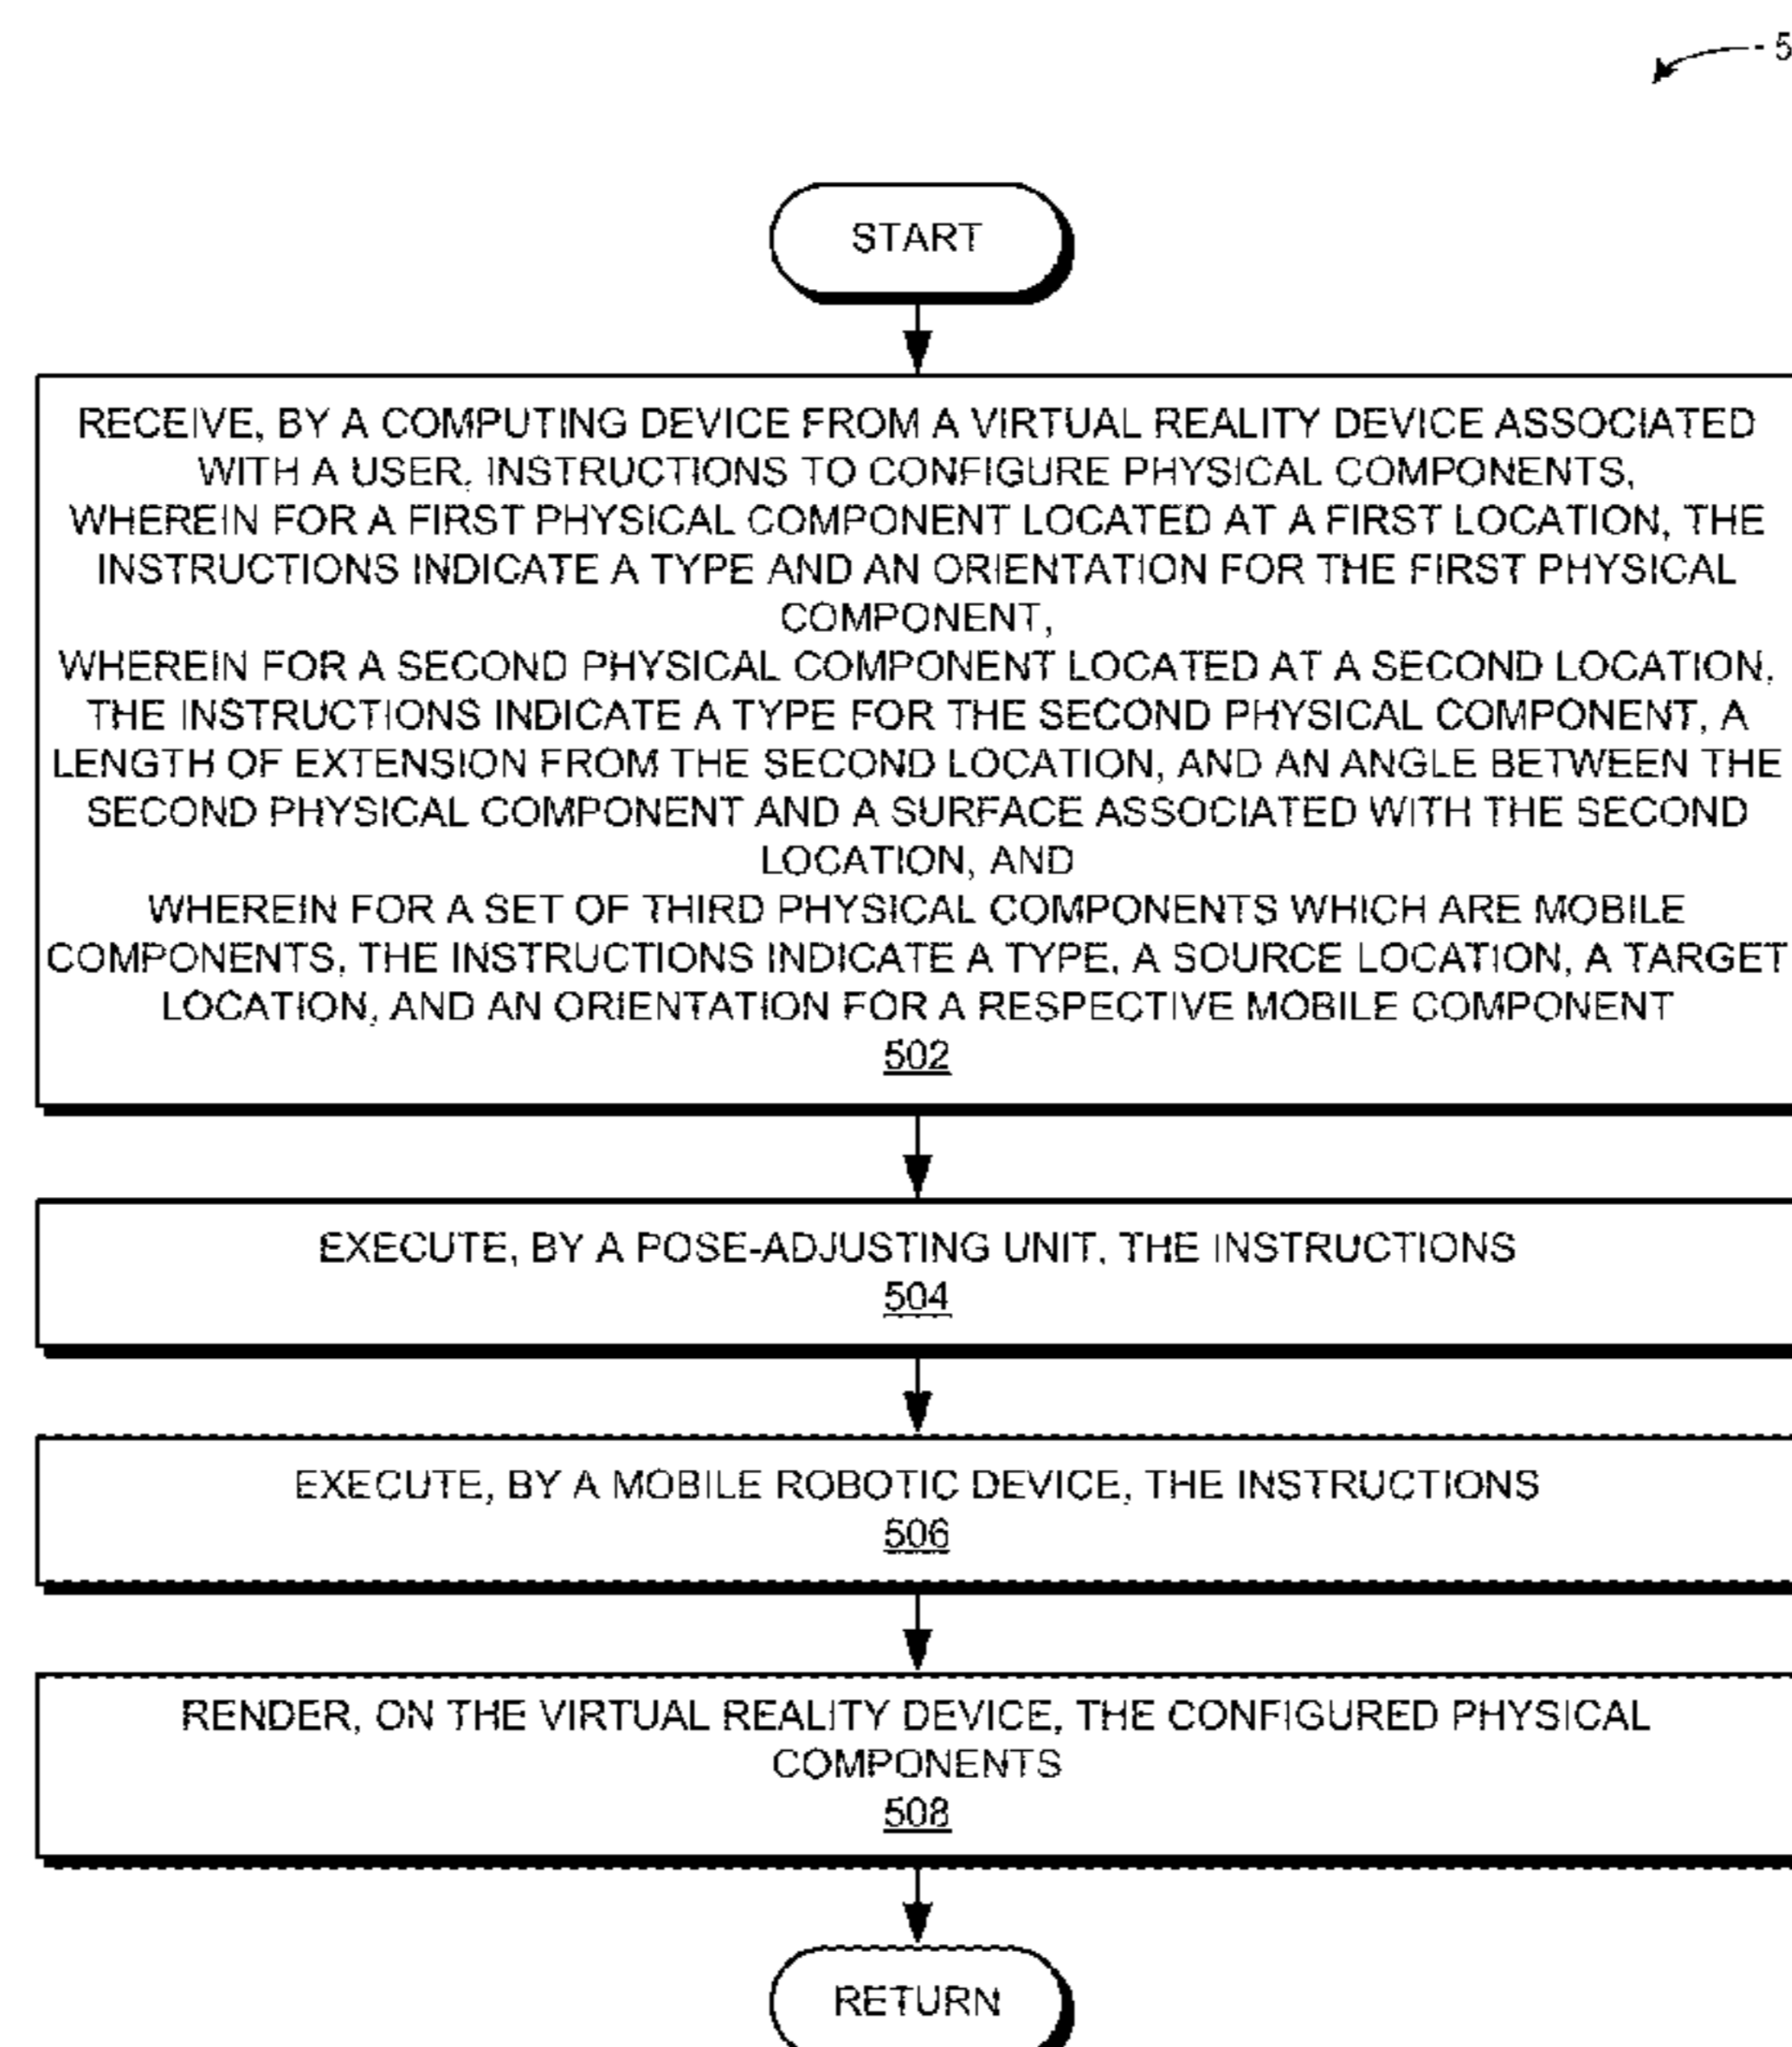 5
START
RECEIVE, BY A COMPUTING DEVICE FROM A VIRTUAL REALITY DEVICE ASSOCIATED
WITH A USER, INSTRUCTIONS TO CONFIGURE PHYSICAL COMPONENTS,
WHEREIN FOR A FIRST PHYSICAL COMPONENT LOCATED AT A FIRST LOCATION, THE
INSTRUCTIONS INDICATE A TYPE AND AN ORIENTATION FOR THE FIRST PHYSICAL
COMPONENT,
WHEREIN FOR A SECOND PHYSICAL COMPONENT LOCATED AT A SECOND LOCATION,
THE INSTRUCTIONS INDICATE A TYPE FOR THE SECOND PHYSICAL COMPONENT, A
LENGTH OF EXTENSION FROM THE SECOND LOCATION, AND AN ANGLE BETWEEN THE
SECOND PHYSICAL COMPONENT AND A SURFACE ASSOCIATED WITH THE SECOND
LOCATION, AND
WHEREIN FOR A SET OF THIRD PHYSICAL COMPONENTS WHICH ARE MOBILE
COMPONENTS, THE INSTRUCTIONS INDICATE A TYPE, A SOURCE LOCATION, A TARGET
LOCATION, AND AN ORIENTATION FOR A RESPECTIVE MOBILE COMPONENT
502
EXECUTE, BY A POSE-ADJUSTING UNIT, THE INSTRUCTIONS
504
EXECUTE, BY A MOBILE ROBOTIC DEVICE, THE INSTRUCTIONS
506
RENDER, ON THE VIRTUAL REALITY DEVICE, THE CONFIGURED PHYSICAL
COMPONENTS
508
RETURN